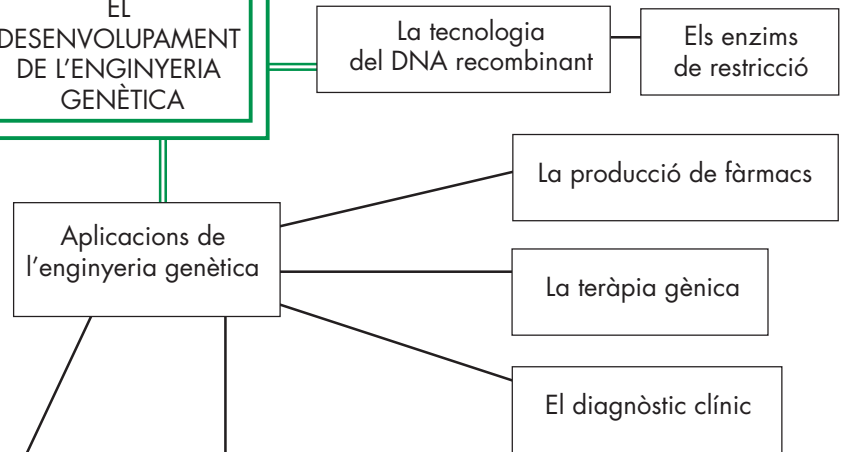 EL
DESENVOLUPAMENT
DE L'ENGINYERIA
GENÈTICA
La tecnologia
del DNA recombinant
Els enzims
de restricció
Aplicacions de
l'enginyeria genètica
La producció de fàrmacs
La teràpia gènica
El diagnòstic clínic